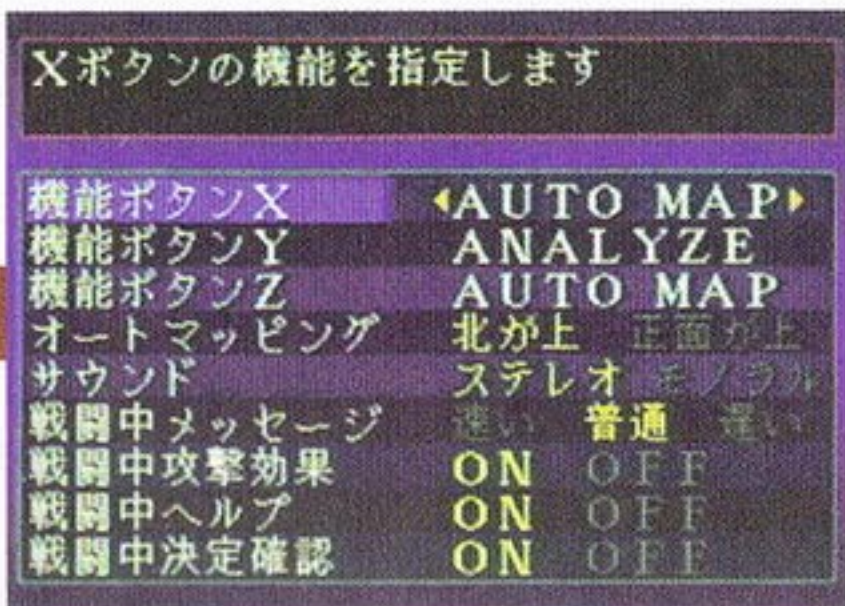 Xボタンの機能を指定します
機能ボタンX AUTO MAP
機能ボタンY ANALYZE
機能ボタンZ AUTO MAP
オートマッピング 北が上 正面が上
サウンド ステレオ モノラル
戦闘中メッセージ 速い 普通 遅い
戦闘中攻撃効果 ON OFF
戦闘中ヘルプ ON OFF
戦闘中決定確認 ON OFF